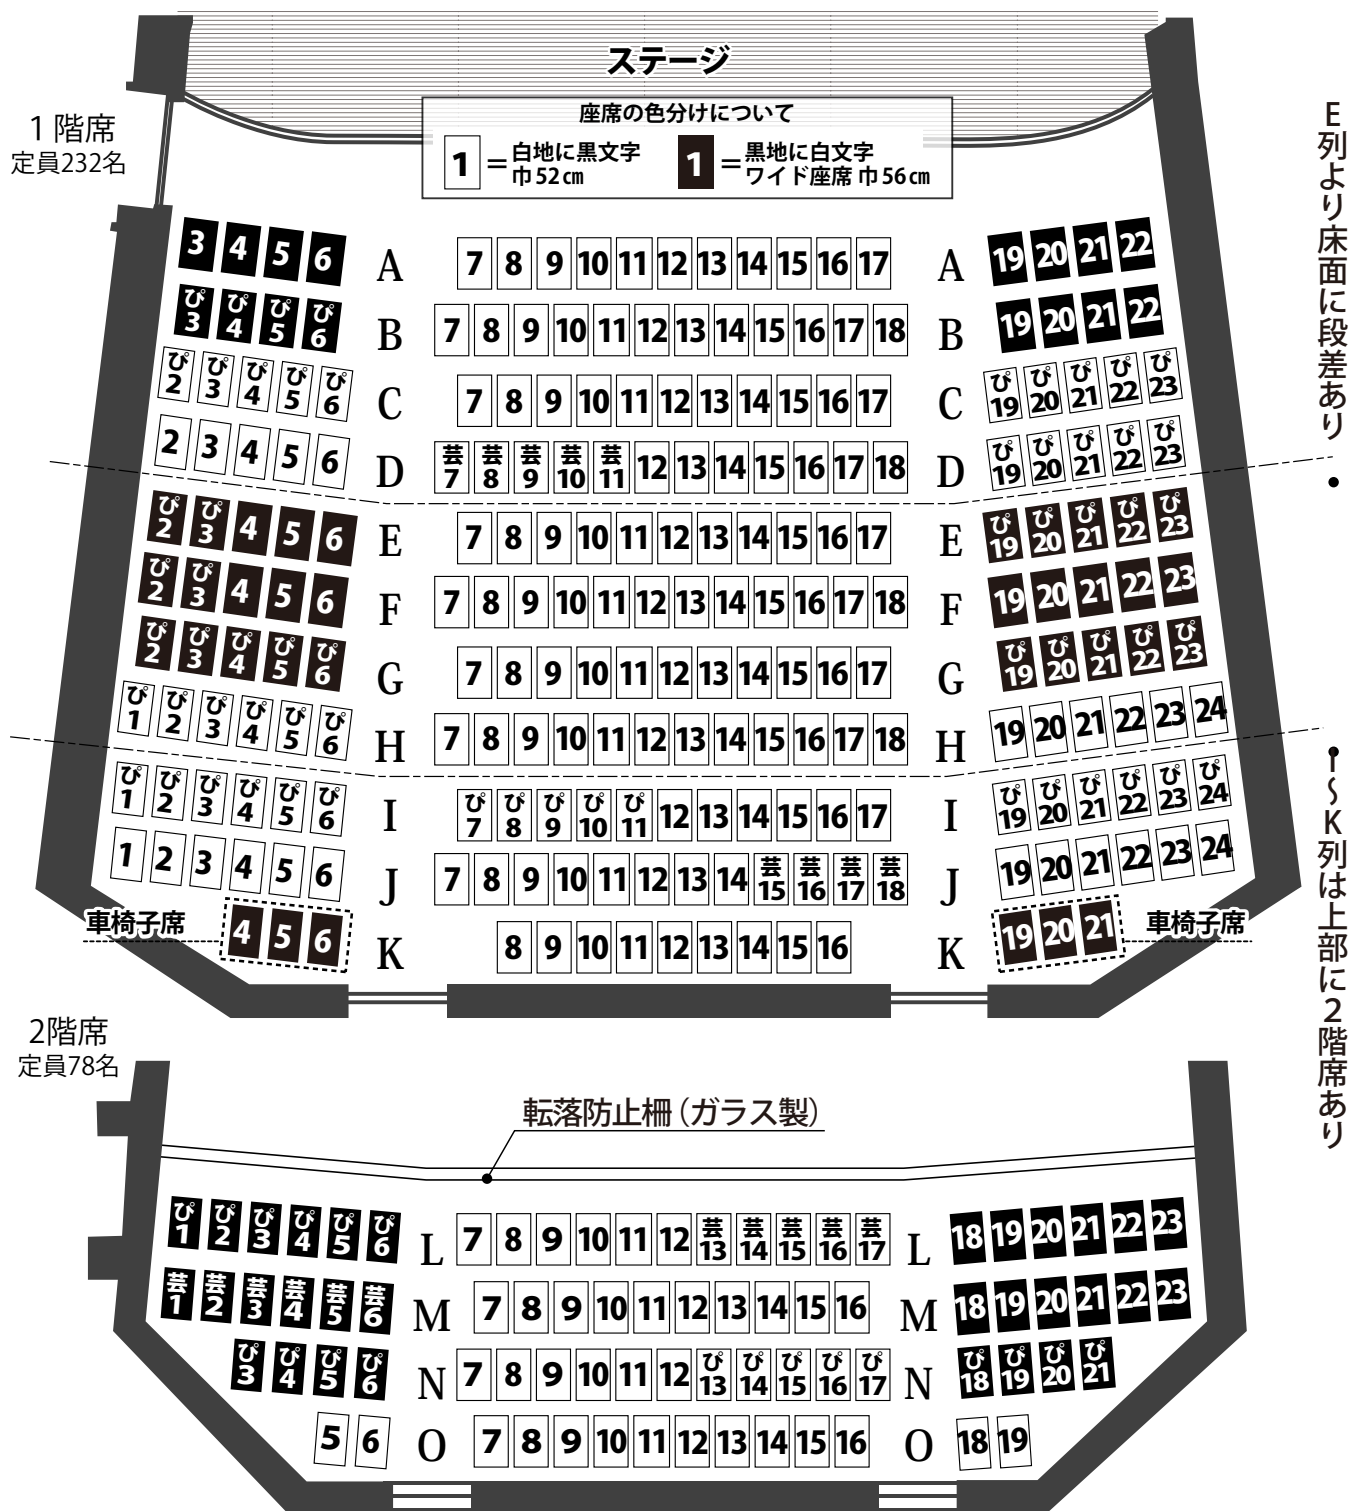 ステージ
座席の色分けについて
1 ＝白地に黒文字 巾52㎝
1 ＝黒地に白文字 ワイド座席 巾56㎝
1階席
定員232名
E列より床面に段差あり
I〜K列は上部に2階席あり
3 4 5 6 A 7 8 9 10 11 12 13 14 15 16 17 A 19 20 21 22
ぴ3 ぴ4 ぴ5 ぴ6 B 7 8 9 10 11 12 13 14 15 16 17 18 B 19 20 21 22
ぴ2 ぴ3 ぴ4 ぴ5 ぴ6 C 7 8 9 10 11 12 13 14 15 16 17 C ぴ19 ぴ20 ぴ21 ぴ22 ぴ23
2 3 4 5 6 D 芸7 芸8 芸9 芸10 芸11 12 13 14 15 16 17 18 D ぴ19 ぴ20 ぴ21 ぴ22 ぴ23
ぴ2 ぴ3 4 5 6 E 7 8 9 10 11 12 13 14 15 16 17 E ぴ19 ぴ20 ぴ21 ぴ22 ぴ23
ぴ2 ぴ3 4 5 6 F 7 8 9 10 11 12 13 14 15 16 17 18 F 19 20 21 22 23
ぴ2 ぴ3 ぴ4 ぴ5 ぴ6 G 7 8 9 10 11 12 13 14 15 16 17 G ぴ19 ぴ20 ぴ21 ぴ22 ぴ23
ぴ1 ぴ2 ぴ3 ぴ4 ぴ5 ぴ6 H 7 8 9 10 11 12 13 14 15 16 17 18 H 19 20 21 22 23 24
ぴ1 ぴ2 ぴ3 ぴ4 ぴ5 ぴ6 I ぴ7 ぴ8 ぴ9 ぴ10 ぴ11 12 13 14 15 16 17 I ぴ19 ぴ20 ぴ21 ぴ22 ぴ23 ぴ24
1 2 3 4 5 6 J 7 8 9 10 11 12 13 14 芸15 芸16 芸17 芸18 J 19 20 21 22 23 24
車椅子席 4 5 6 K 8 9 10 11 12 13 14 15 16 K 19 20 21 車椅子席
2階席
定員78名
転落防止柵（ガラス製）
ぴ1 ぴ2 ぴ3 ぴ4 ぴ5 ぴ6 L 7 8 9 10 11 12 芸13 芸14 芸15 芸16 芸17 L 18 19 20 21 22 23
芸1 芸2 芸3 芸4 芸5 芸6 M 7 8 9 10 11 12 13 14 15 16 M 18 19 20 21 22 23
ぴ3 ぴ4 ぴ5 ぴ6 N 7 8 9 10 11 12 ぴ13 ぴ14 ぴ15 ぴ16 ぴ17 N ぴ18 ぴ19 ぴ20 ぴ21
5 6 O 7 8 9 10 11 12 13 14 15 16 O 18 19